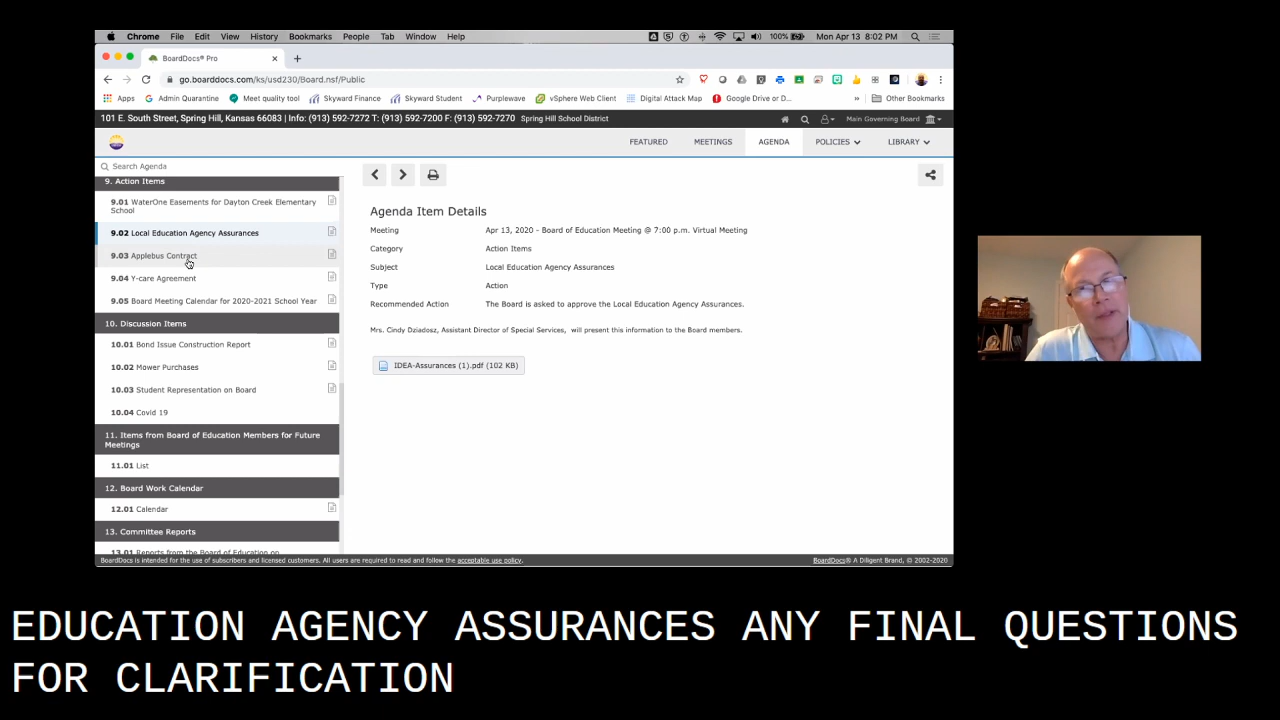 Chrome File Edit View History Bookmarks People Tab Window Help 100% Mon Apr 13 8:02 PM
BoardDocs® Pro
go.boarddocs.com/ks/usd230/Board.nsf/Public
Apps Admin Quarantine Meet quality tool Skyward Finance Skyward Student Purplewave vSphere Web Client Digital Attack Map Google Drive or D... » Other Bookmarks
101 E. South Street, Spring Hill, Kansas 66083 | Info: (913) 592-7272 T: (913) 592-7200 F: (913) 592-7270 Spring Hill School District Main Governing Board
FEATURED MEETINGS AGENDA POLICIES LIBRARY
Search Agenda
9. Action Items
9.01 WaterOne Easements for Dayton Creek Elementary
School
9.02 Local Education Agency Assurances
9.03 Applebus Contract
9.04 Y-care Agreement
9.05 Board Meeting Calendar for 2020-2021 School Year
10. Discussion Items
10.01 Bond Issue Construction Report
10.02 Mower Purchases
10.03 Student Representation on Board
10.04 Covid 19
11. Items from Board of Education Members for Future
Meetings
11.01 List
12. Board Work Calendar
12.01 Calendar
13. Committee Reports
13.01 Reports from the Board of Education on
Agenda Item Details
Meeting Apr 13, 2020 - Board of Education Meeting @ 7:00 p.m. Virtual Meeting
Category Action Items
Subject Local Education Agency Assurances
Type Action
Recommended Action The Board is asked to approve the Local Education Agency Assurances.
Mrs. Cindy Dziadosz, Assistant Director of Special Services, will present this information to the Board members.
IDEA-Assurances (1).pdf (102 KB)
BoardDocs is intended for the use of subscribers and licensed customers. All users are required to read and follow the acceptable use policy. BoardDocs® A Diligent Brand, © 2002-2020
EDUCATION AGENCY ASSURANCES ANY FINAL QUESTIONS
FOR CLARIFICATION